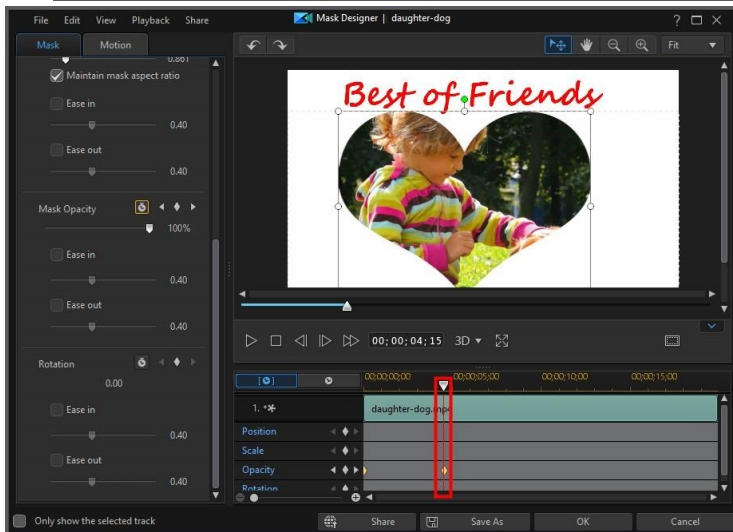 File Edit View Playback Share
Mask Designer | daughter-dog
?
Mask Motion
Fit
0.861
Maintain mask aspect ratio
Ease in
0.40
Ease out
0.40
Mask Opacity
100%
Ease in
0.40
Ease out
0.40
Rotation
0.00
Ease in
0.40
Ease out
0.40
Best of Friends
00;00;04;15 3D
00;00;00;00 00;00;05;00 00;00;10;00 00;00;15;00
1. daughter-dog.mpg
Position
Scale
Opacity
Rotation
Only show the selected track
Share Save As OK Cancel